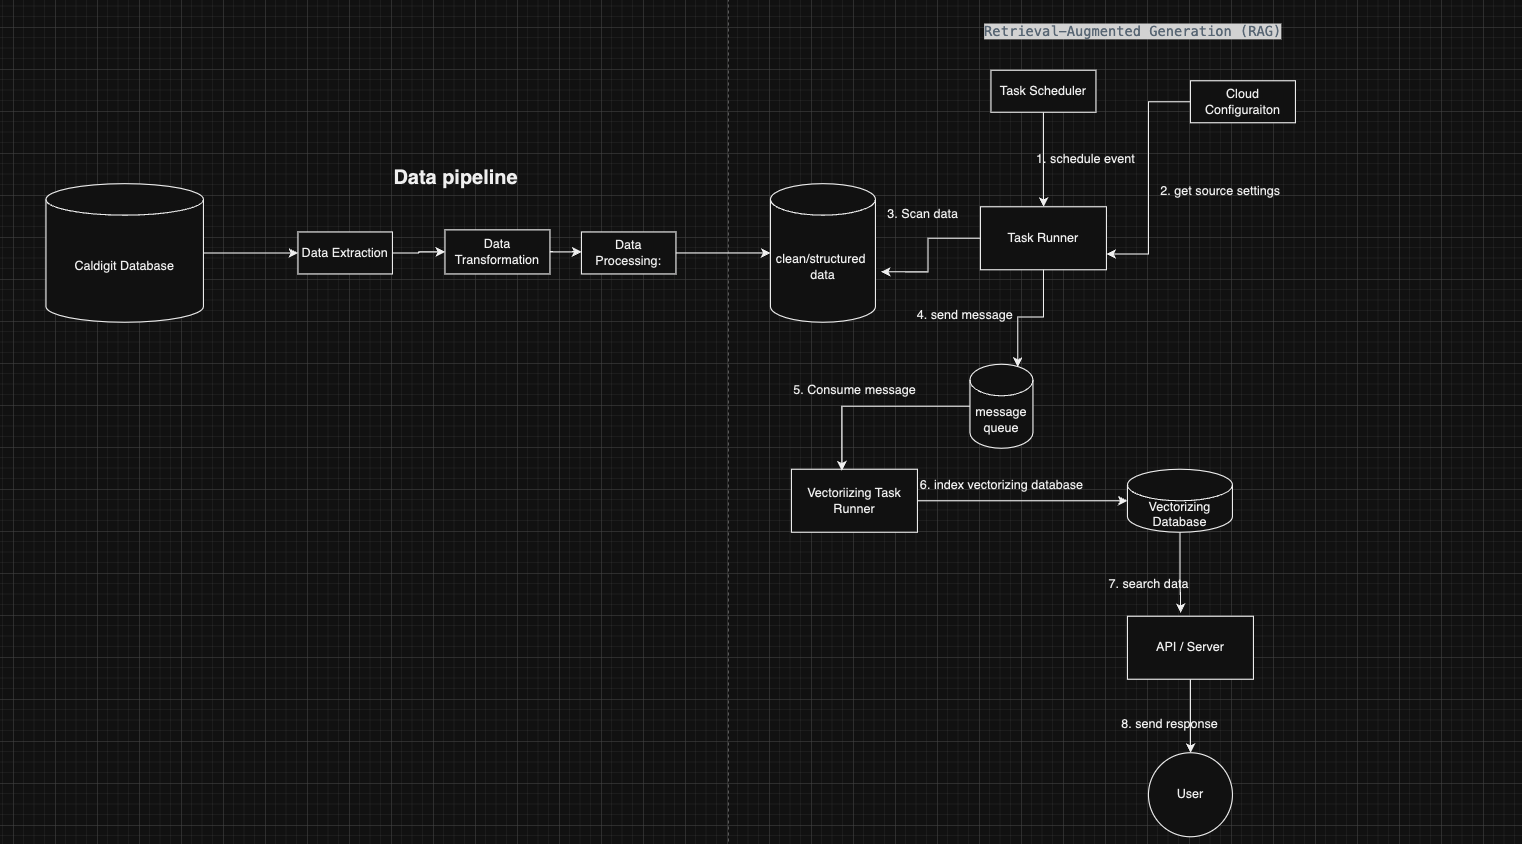 Retrieval-Augmented Generation (RAG)
Task Scheduler
Cloud
Configuraiton
1. schedule event
Data pipeline
2. get source settings
3. Scan data
Task Runner
Caldigit Database
Data Extraction
Data
Transformation
Data
Processing:
clean/structured
data
4. send message
5. Consume message
message
queue
Vectoriizing Task
Runner
6. index vectorizing database
Vectorizing
Database
7. search data
API / Server
8. send response
User